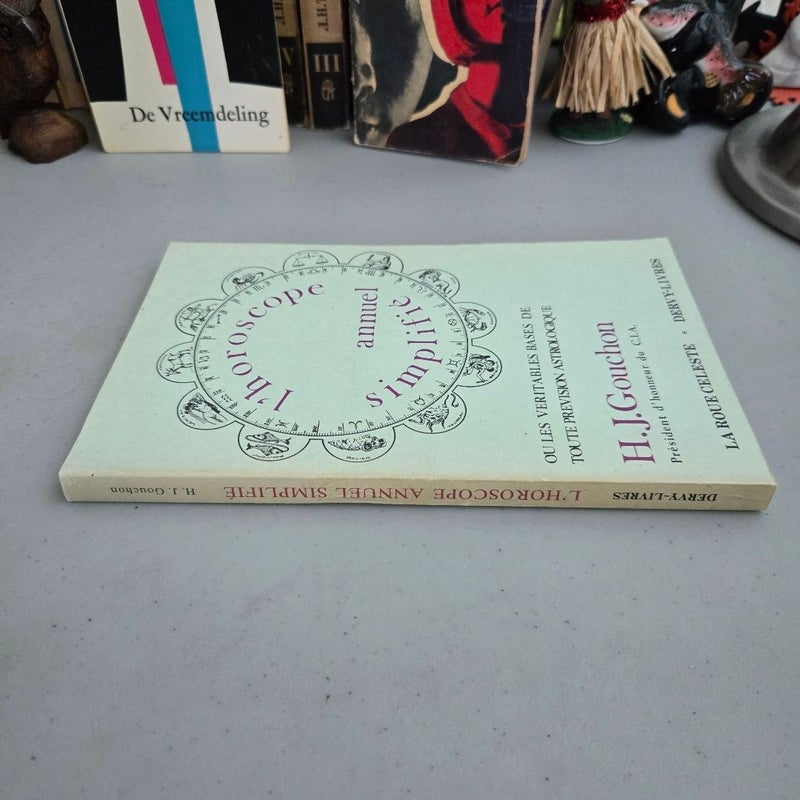 De Vreemdeling
III
l'horoscope
annuel
simplifié
OU LES VERITABLES BASES DE
TOUTE PREVISION ASTROLOGIQUE
H.J.Gouchon
Président d'honneur du C.I.A.
LA ROUE CELESTE * DERVY-LIVRES
H. J. Gouchon L'HOROSCOPE ANNUEL SIMPLIFIÉ DERVY-LIVRES